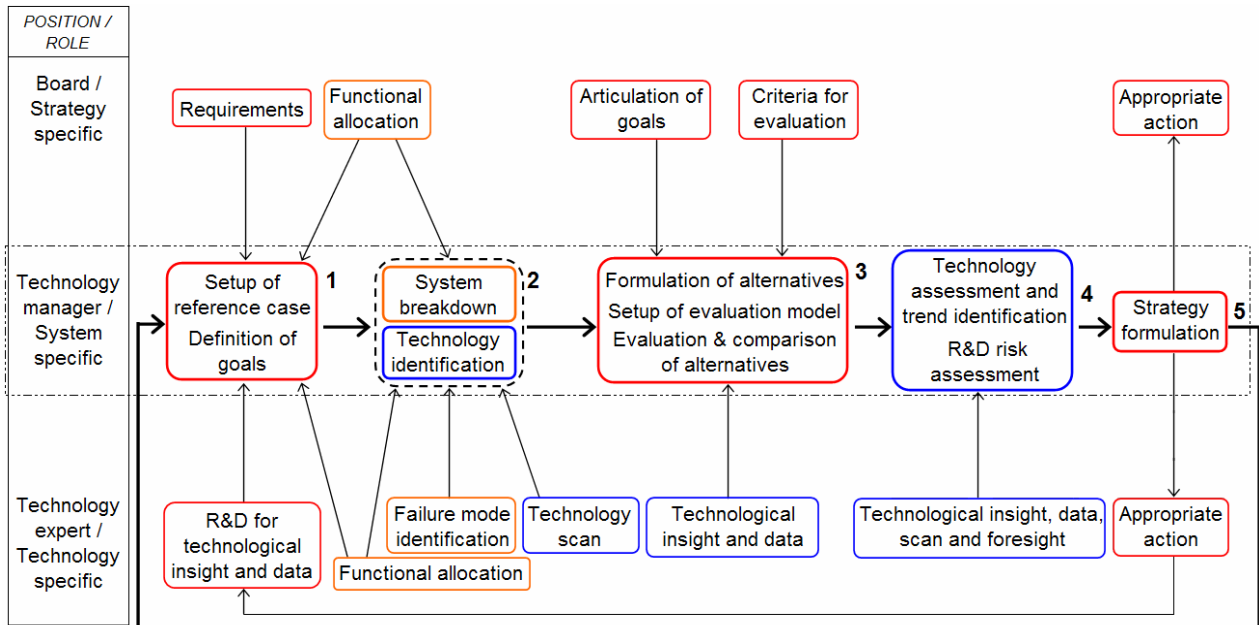 POSITION /
ROLE
Board /
Strategy
specific
Requirements
Functional
allocation
Articulation of
goals
Criteria for
evaluation
Appropriate
action
Technology
manager /
System
specific
Setup of
reference case
Definition of
goals
1
System
breakdown
Technology
identification
2
Formulation of alternatives
Setup of evaluation model
Evaluation & comparison
of alternatives
3
Technology
assessment and
trend identification
R&D risk
assessment
4
Strategy
formulation
5
Technology
expert /
Technology
specific
R&D for
technological
insight and data
Functional allocation
Failure mode
identification
Technology
scan
Technological
insight and data
Technological insight, data,
scan and foresight
Appropriate
action